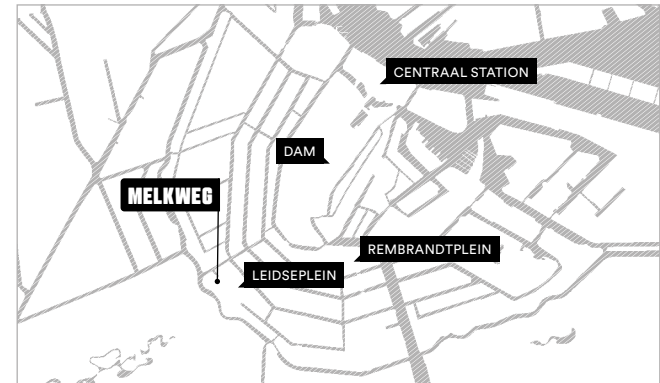 CENTRAAL STATION
DAM
MELKWEG
REMBRANDTPLEIN
LEIDSEPLEIN